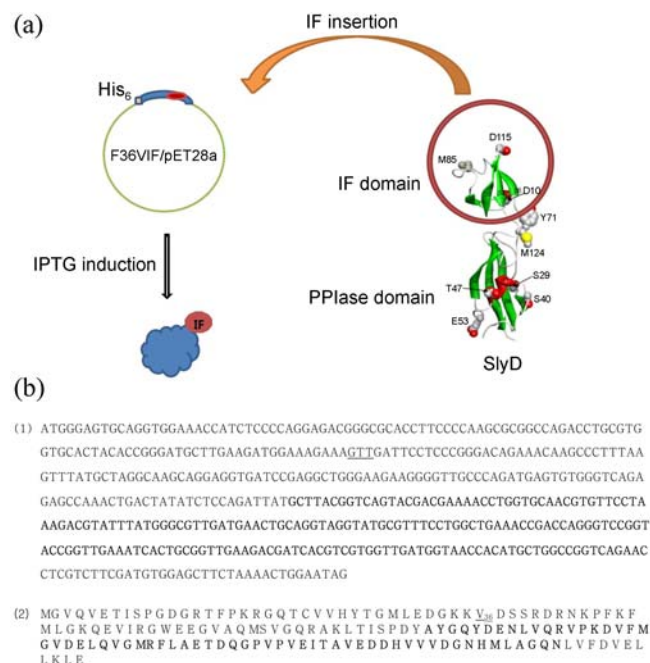 (a)
IF insertion
His6
F36VIF/pET28a
D115
M85
IF domain
D10
Y71
M124
IPTG induction
T47
S29
PPIase domain
S40
E53
IF
SlyD
(b)
(1) ATGGGAGTGCAGGTGGAAACCATCTCCCCAGGAGACGGGCGCACCTTCCCCAAGCGCGGCCAGACCTGCGTG
GTGCACTACACCGGGATGCTTGAAGATGGAAAGAAAGTTGATTCCTCCCGGGACAGAAACAAGCCCTTTAA
GTTTATGCTAGGCAAGCAGGAGGTGATCCGAGGCTGGGAAGAAGGGGTTGCCCAGATGAGTGTGGGTCAGA
GAGCCAAACTGACTATATCTCCAGATTATGCTTACGGTCAGTACGACGAAAACCTGGTGCAACGTGTTCCTA
AAGACGTATTTATGGGCGTTGATGAACTGCAGGTAGGTATGCGTTTCCTGGCTGAAACCGACCAGGGTCCGGT
ACCGGTTGAAATCACTGCGGTTGAAGACGATCACGTCGTGGTTGATGGTAACCACATGCTGGCCGGTCAGAAC
CTCGTCTTCGATGTGGAGCTTCTAAAACTGGAATAG
(2) MGVQVETISPGDGRTFPKRGQTCVVHYTGMLEDGKKV36DSSRDRNKPFKF
MLGKQEVIRGWEEGVAQMSVGQRAKLTISPDYAYGQYDENLVQRVPKDVFM
GVDELQVGMRFLAETDQGPVPVEITAVEDDHVVVDGNHMLAGQNLVFDVEL
LKLE